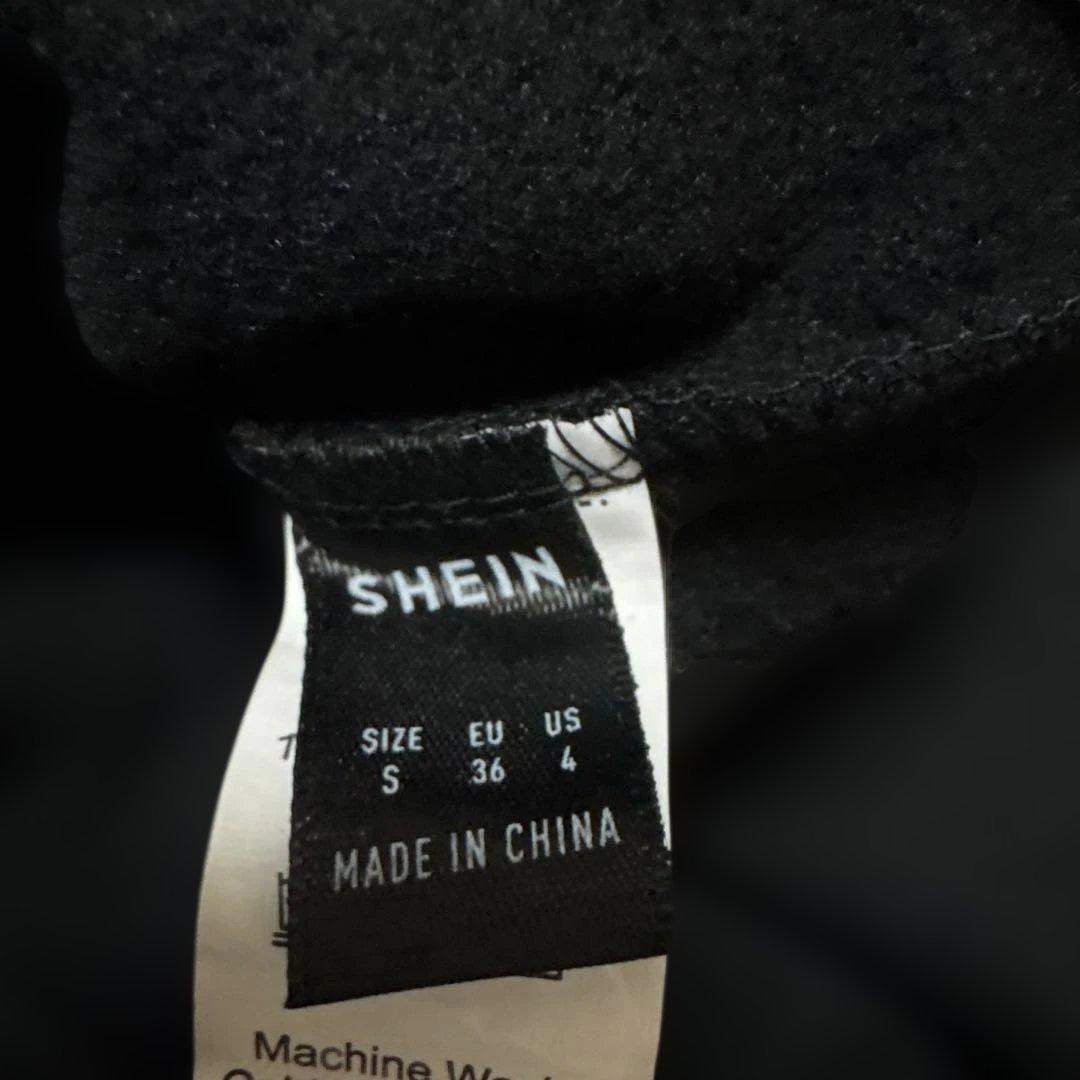 SHEIN
SIZE EU US
S 36 4
MADE IN CHINA
Machine